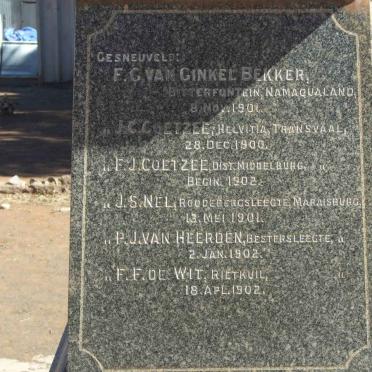 GESNEUVELD:
F.G. VAN GINKEL BEKKER,
BITTERFONTEIN, NAMAQUALAND.
8 NOV. 1901.
" J.C. COETZEE, HELVITIA, TRANSVAAL,
28. DEC. 1900.
" F.J. COETZEE, DIST. MIDDELBURG, "
BEGIN. 1902.
" J.S. NEL, ROODEBERGSLEEGTE, MARAISBURG,
13. MEI 1901.
" P.J. VAN HEERDEN, BESTERSLEEGTE, "
2. JAN. 1902.
" F.F. DE WIT, RIETKUIL, "
18. APL. 1902.